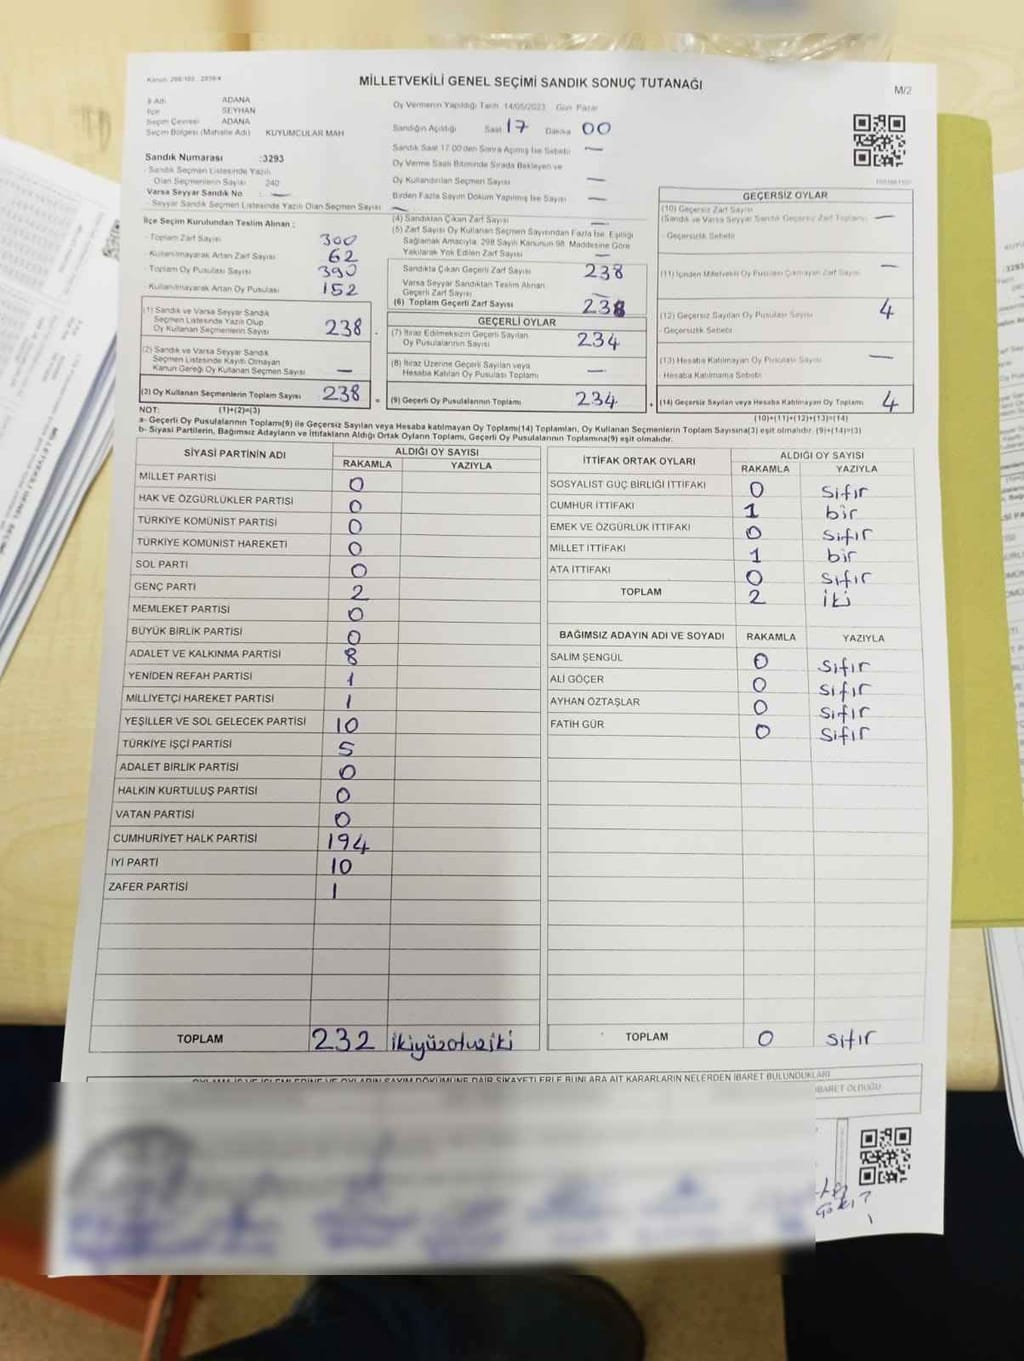 MİLLETVEKİLİ GENEL SEÇİMİ SANDIK SONUÇ TUTANAĞI
M/2
İl Adı ADANA
İlçe SEYHAN
Seçim Çevresi ADANA
Seçim Bölgesi (Mahalle Adı) KUYUMCULAR MAH
Oy Vermenin Yapıldığı Tarih 14/05/2023 Gün Pazar
Sandığın Açıldığı Saat 17 Dakika 00
Sandık Saat 17.00'den Sonra Açılmış İse Sebebi —
Oy Verme Saati Bitiminde Sırada Bekleyen ve
Oy Kullandırılan Seçmen Sayısı —
Birden Fazla Sayım Döküm Yapılmış İse Sayısı —
Sandık Numarası :3293
Sandık Seçmen Listesinde Yazılı
Olan Seçmenlerin Sayısı 240
Varsa Seyyar Sandık No —
Seyyar Sandık Seçmen Listesinde Yazılı Olan Seçmen Sayısı —
İlçe Seçim Kurulundan Teslim Alınan :
- Toplam Zarf Sayısı 300
- Kullanılmayarak Artan Zarf Sayısı 62
- Toplam Oy Pusulası Sayısı 390
- Kullanılmayarak Artan Oy Pusulası 152
(1) Sandık ve Varsa Seyyar Sandık
Seçmen Listesinde Yazılı Olup
Oy Kullanan Seçmenlerin Sayısı 238
(2) Sandık ve Varsa Seyyar Sandık
Seçmen Listesinde Kayıtlı Olmayan
Kanun Gereği Oy Kullanan Seçmen Sayısı —
(3) Oy Kullanan Seçmenlerin Toplam Sayısı 238
(1)+(2)=(3)
(4) Sandıktan Çıkan Zarf Sayısı —
(5) Zarf Sayısı Oy Kullanan Seçmen Sayısından Fazla İse, Eşitliği
Sağlamak Amacıyla, 298 Sayılı Kanunun 98. Maddesine Göre
Yakılarak Yok Edilen Zarf Sayısı —
Sandıkta Çıkan Geçerli Zarf Sayısı 238
Varsa Seyyar Sandıktan Teslim Alınan
Geçerli Zarf Sayısı —
(6) Toplam Geçerli Zarf Sayısı 238
GEÇERLİ OYLAR
(7) İtiraz Edilmeksizin Geçerli Sayılan
Oy Pusulalarının Sayısı 234
(8) İtiraz Üzerine Geçerli Sayılan veya
Hesaba Katılan Oy Pusulası Toplamı —
(9) Geçerli Oy Pusulalarının Toplamı 234
GEÇERSİZ OYLAR
(10) Geçersiz Zarf Sayısı
(Sandık ve Varsa Seyyar Sandık Geçersiz Zarf Toplamı) —
- Geçersizlik Sebebi
(11) İçinden Milletvekili Oy Pusulası Çıkmayan Zarf Sayısı —
(12) Geçersiz Sayılan Oy Pusulası Sayısı 4
- Geçersizlik Sebebi
(13) Hesaba Katılmayan Oy Pusulası Sayısı —
Hesaba Katılmama Sebebi
(14) Geçersiz Sayılan veya Hesaba Katılmayan Oy Toplamı 4
(10)+(11)+(12)+(13)=(14)
NOT:
a- Geçerli Oy Pusulalarının Toplamı(9) ile Geçersiz Sayılan veya Hesaba katılmayan Oy Toplamı(14) Toplamları, Oy Kullanan Seçmenlerin Toplam Sayısına(3) eşit olmalıdır. (9)+(14)=(3)
b- Siyasi Partilerin, Bağımsız Adayların ve İttifakların Aldığı Ortak Oyların Toplamı, Geçerli Oy Pusulalarının Toplamına(9) eşit olmalıdır.
SİYASİ PARTİNİN ADI ALDIĞI OY SAYISI
RAKAMLA YAZIYLA
MİLLET PARTİSİ 0
HAK VE ÖZGÜRLÜKLER PARTİSİ 0
TÜRKİYE KOMÜNİST PARTİSİ 0
TÜRKİYE KOMÜNİST HAREKETİ 0
SOL PARTİ 0
GENÇ PARTİ 2
MEMLEKET PARTİSİ 0
BÜYÜK BİRLİK PARTİSİ 0
ADALET VE KALKINMA PARTİSİ 8
YENİDEN REFAH PARTİSİ 1
MİLLİYETÇİ HAREKET PARTİSİ 1
YEŞİLLER VE SOL GELECEK PARTİSİ 10
TÜRKİYE İŞÇİ PARTİSİ 5
ADALET BİRLİK PARTİSİ 0
HALKIN KURTULUŞ PARTİSİ 0
VATAN PARTİSİ 0
CUMHURİYET HALK PARTİSİ 194
İYİ PARTİ 10
ZAFER PARTİSİ 1
TOPLAM 232 ikiyüzotuziki
İTTİFAK ORTAK OYLARI ALDIĞI OY SAYISI
RAKAMLA YAZIYLA
SOSYALİST GÜÇ BİRLİĞİ İTTİFAKI 0 sıfır
CUMHUR İTTİFAKI 1 bir
EMEK VE ÖZGÜRLÜK İTTİFAKI 0 sıfır
MİLLET İTTİFAKI 1 bir
ATA İTTİFAKI 0 sıfır
TOPLAM 2 iki
BAĞIMSIZ ADAYIN ADI VE SOYADI RAKAMLA YAZIYLA
SALİM ŞENGÜL 0 sıfır
ALİ GÖÇER 0 sıfır
AYHAN ÖZTAŞLAR 0 sıfır
FATİH GÜR 0 sıfır
TOPLAM 0 sıfır